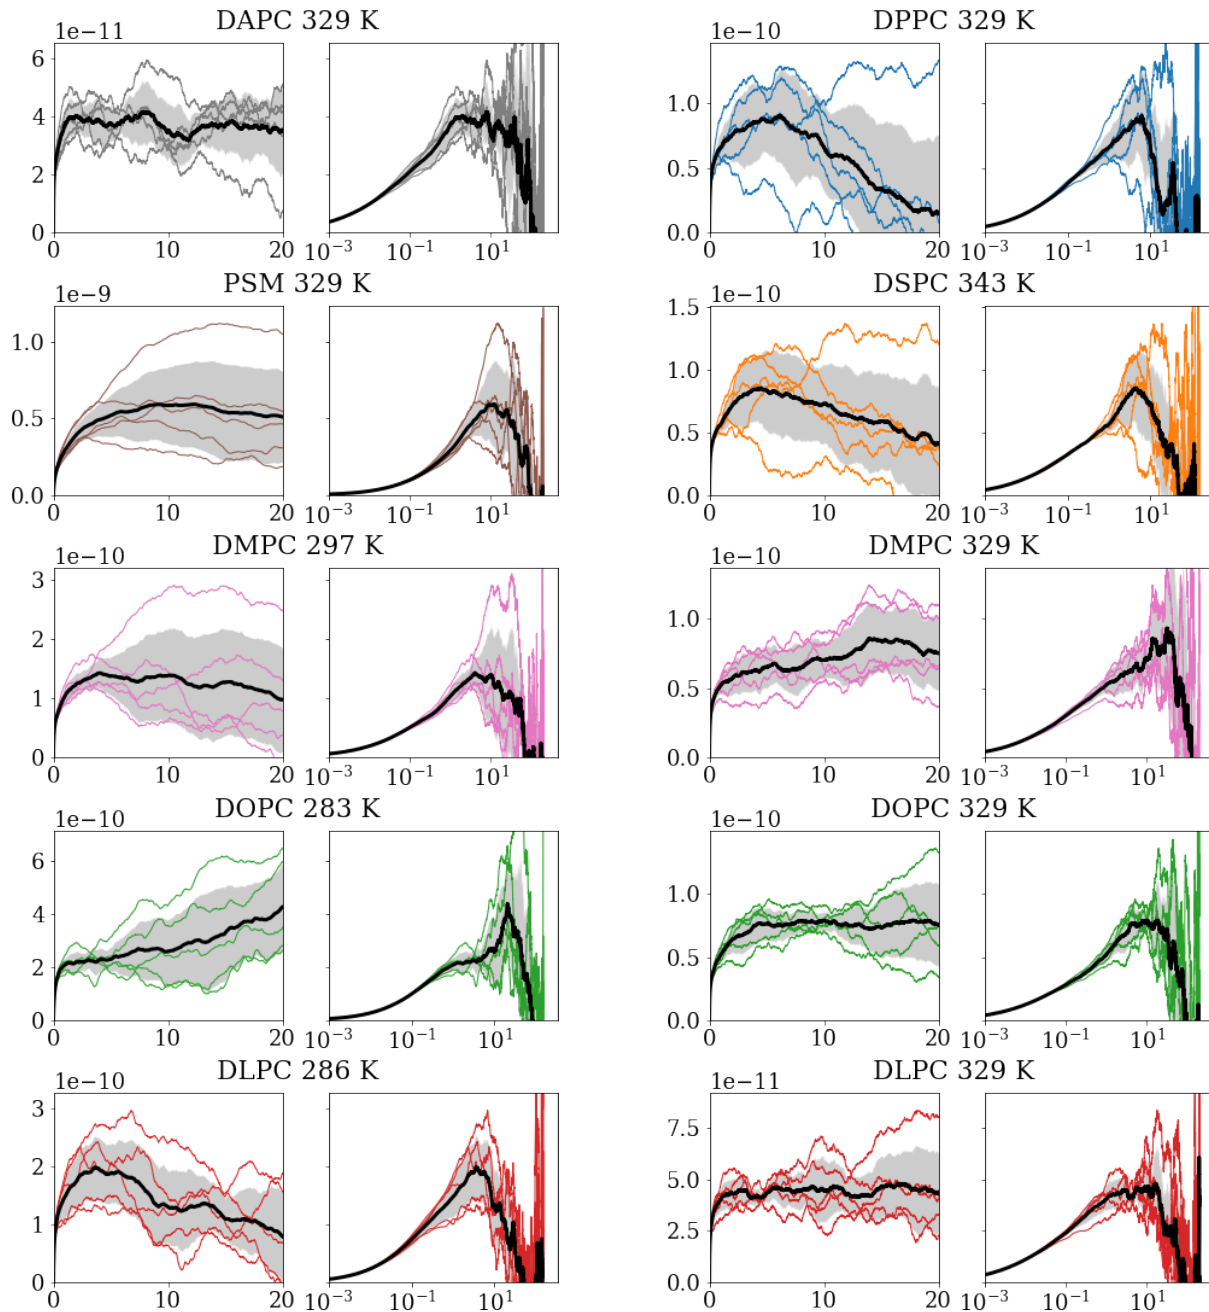 DAPC 329 K
DPPC 329 K
1e−11
1e−10
6
4
2
0
1.0
0.5
0.0
0 10 20
10−3 10−1 101
0 10 20
10−3 10−1 101
PSM 329 K
DSPC 343 K
1e−9
1e−10
1.0
0.5
0.0
1.5
1.0
0.5
0.0
0 10 20
10−3 10−1 101
0 10 20
10−3 10−1 101
DMPC 297 K
DMPC 329 K
1e−10
1e−10
3
2
1
0
1.0
0.5
0.0
0 10 20
10−3 10−1 101
0 10 20
10−3 10−1 101
DOPC 283 K
DOPC 329 K
1e−10
1e−10
6
4
2
0
1.0
0.5
0.0
0 10 20
10−3 10−1 101
0 10 20
10−3 10−1 101
DLPC 286 K
DLPC 329 K
1e−10
1e−11
3
2
1
0
7.5
5.0
2.5
0.0
0 10 20
10−3 10−1 101
0 10 20
10−3 10−1 101